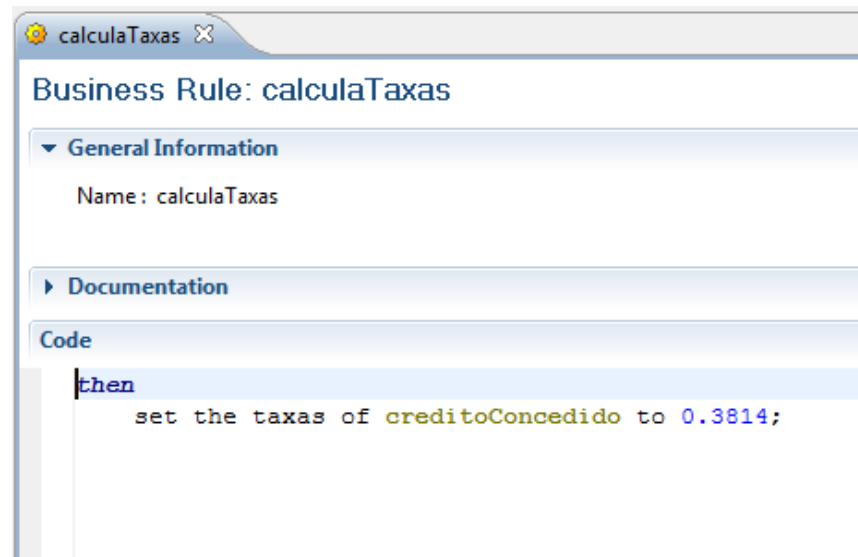 calculaTaxas
Business Rule: calculaTaxas
General Information
Name : calculaTaxas
Documentation
Code
then
set the taxas of creditoConcedido to 0.3814;